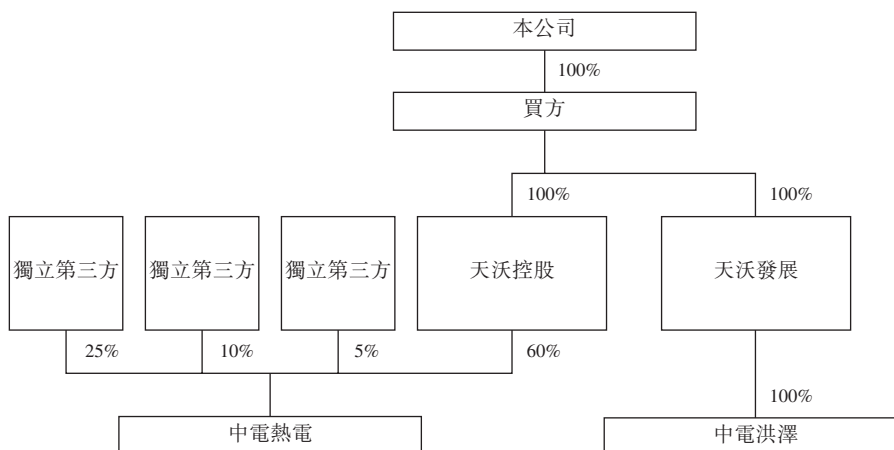 本公司
100%
買方
100%
100%
獨立第三方
獨立第三方
獨立第三方
天沃控股
天沃發展
25%
10%
5%
60%
100%
中電熱電
中電洪澤